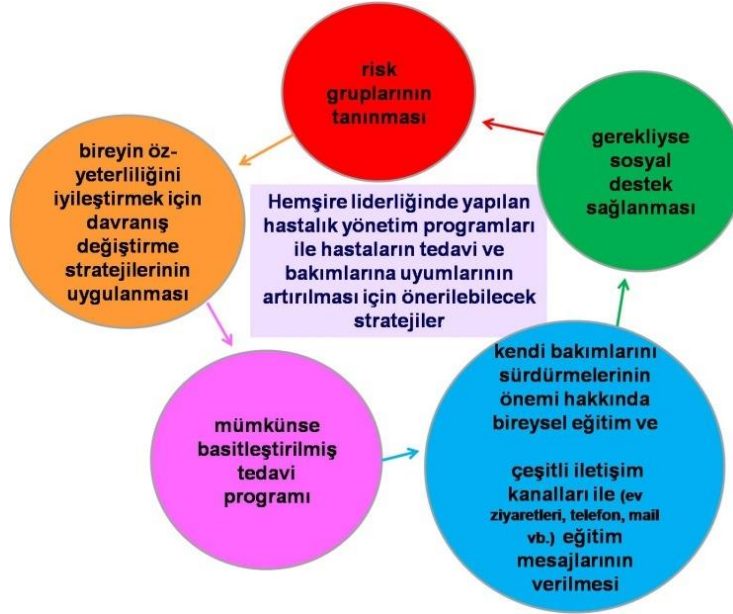 risk
gruplarının
tanınması
bireyin öz-
yeterliliğini
iyileştirmek için
davranış
değiştirme
stratejilerinin
uygulanması
mümkünse
basitleştirilmiş
tedavi
programı
kendi bakımlarını
sürdürmelerinin
önemi hakkında
bireysel eğitim ve
çeşitli iletişim
kanalları ile (ev
ziyaretleri, telefon, mail
vb.) eğitim
mesajlarının
verilmesi
gerekliyse
sosyal
destek
sağlanması
Hemşire liderliğinde yapılan
hastalık yönetim programları
ile hastaların tedavi ve
bakımlarına uyumlarının
artırılması için önerilebilecek
stratejiler